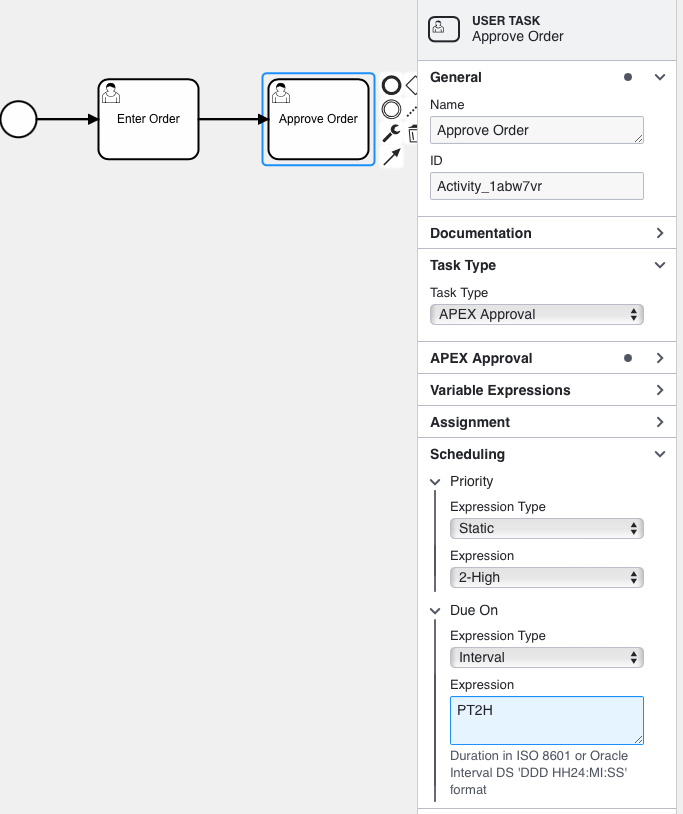 Enter Order
Approve Order
USER TASK
Approve Order
General
Name
Approve Order
ID
Activity_1abw7vr
Documentation
Task Type
Task Type
APEX Approval
APEX Approval
Variable Expressions
Assignment
Scheduling
Priority
Expression Type
Static
Expression
2-High
Due On
Expression Type
Interval
Expression
PT2H
Duration in ISO 8601 or Oracle
Interval DS 'DDD HH24:MI:SS'
format